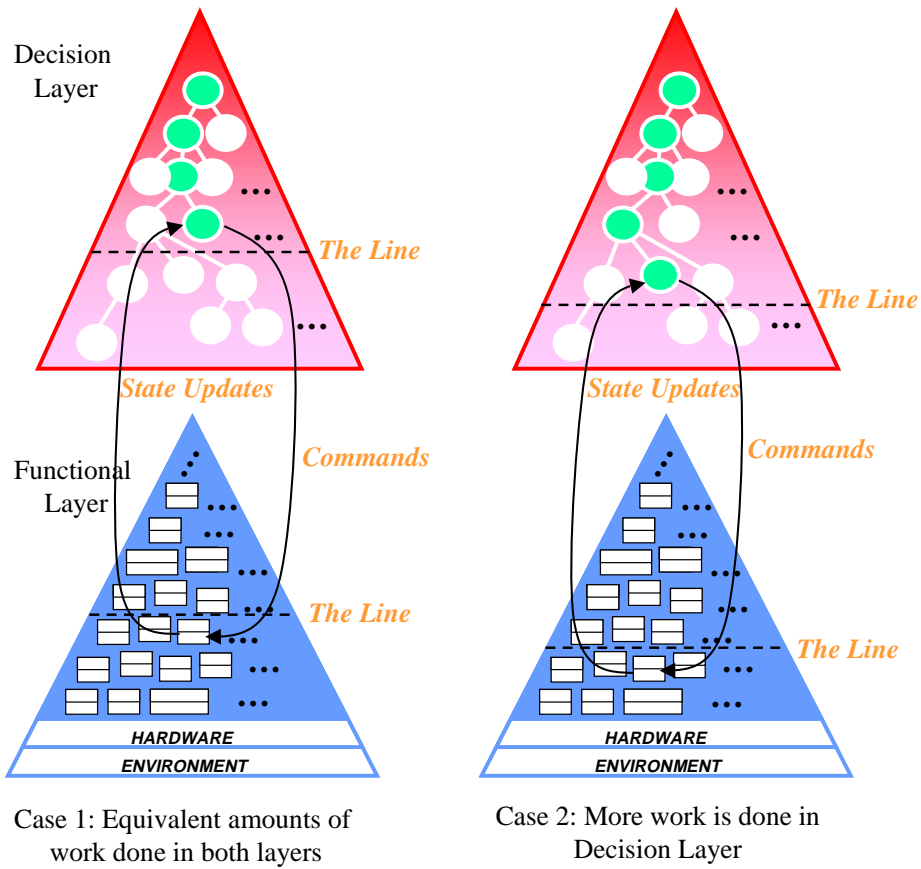 Decision
Layer
The Line
State Updates
Commands
Functional
Layer
The Line
HARDWARE
ENVIRONMENT
Case 1: Equivalent amounts of
work done in both layers
The Line
State Updates
Commands
The Line
HARDWARE
ENVIRONMENT
Case 2: More work is done in
Decision Layer